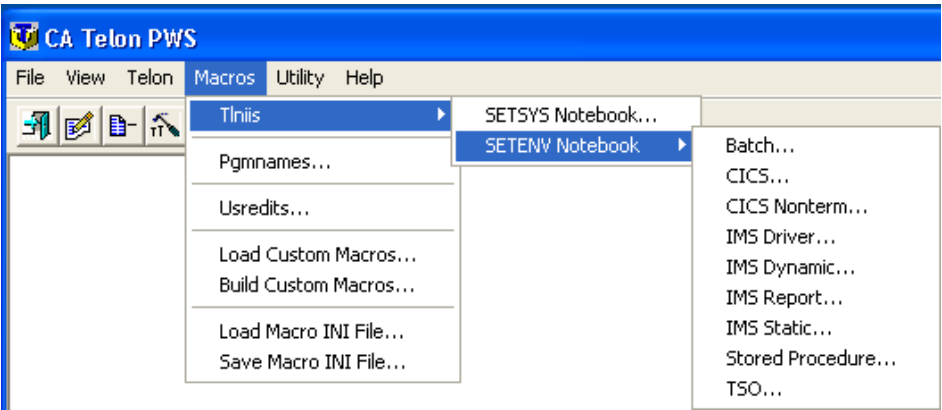 CA Telon PWS
File View Telon Macros Utility Help
Tlniis
Pgmnames...
Usredits...
Load Custom Macros...
Build Custom Macros...
Load Macro INI File...
Save Macro INI File...
SETSYS Notebook...
SETENV Notebook
Batch...
CICS...
CICS Nonterm...
IMS Driver...
IMS Dynamic...
IMS Report...
IMS Static...
Stored Procedure...
TSO...